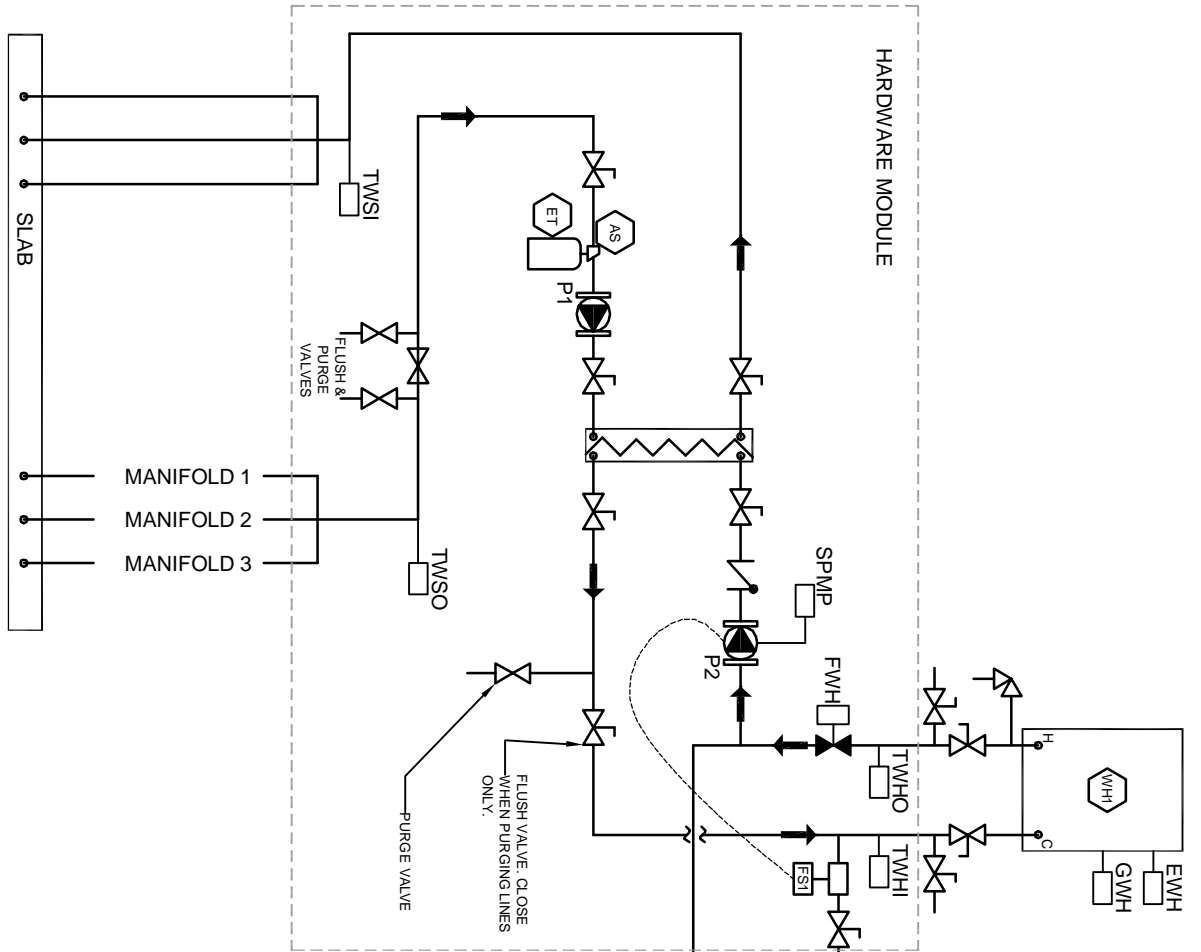 HARDWARE MODULE
SLAB
TWSI
ET
AS
P1
FLUSH &
PURGE
VALVES
MANIFOLD 1
MANIFOLD 2
MANIFOLD 3
TWSO
SPMP
P2
FWH
TWHO
H
WH1
C
TWHI
FS1
GWH
EWH
FLUSH VALVE. CLOSE
WHEN PURGING LINES
ONLY.
PURGE VALVE